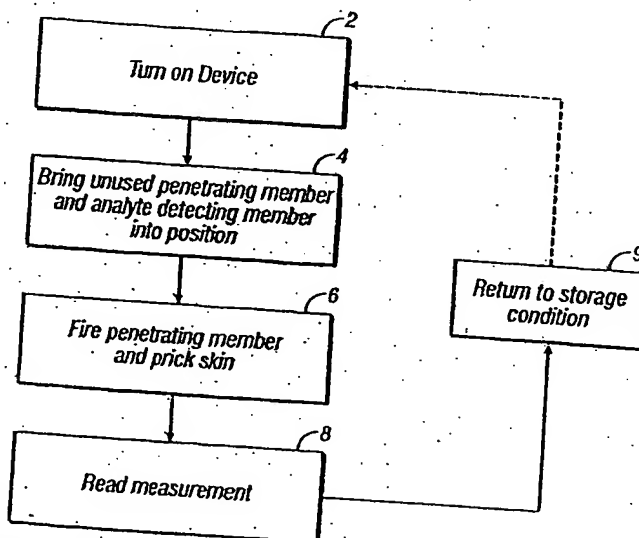 2
Turn on Device
4
Bring unused penetrating member
and analyte detecting member
into position
6
Fire penetrating member
and prick skin
8
Read measurement
9
Return to storage
condition